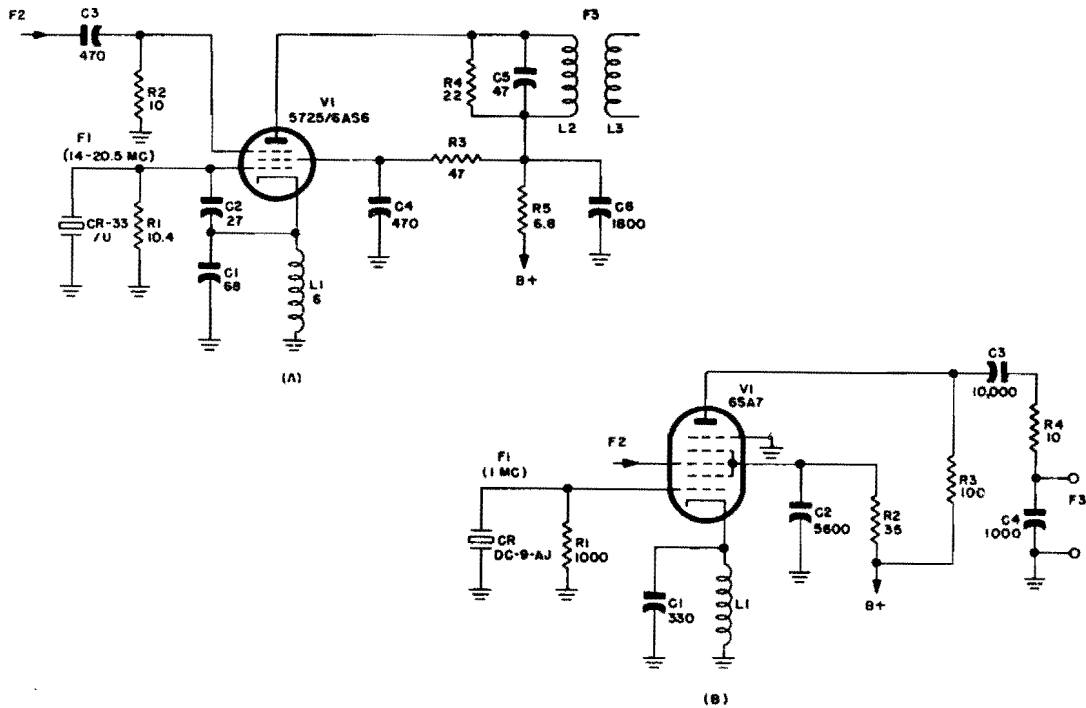 F2
C3
470
R2
10
F1
(14-20.5 MC)
CR-33
/U
R1
10.4
C2
27
C1
68
L1
6
V1
5725/6AS6
C4
470
R3
47
R4
22
C5
47
F3
L2
L3
R5
6.8
B+
C6
1800
(A)
V1
6SA7
F2
F1
(1 MC)
CR
DC-9-AJ
R1
1000
C1
330
L1
C2
5600
R2
35
B+
R3
100
C3
10,000
R4
10
C4
1000
F3
(B)